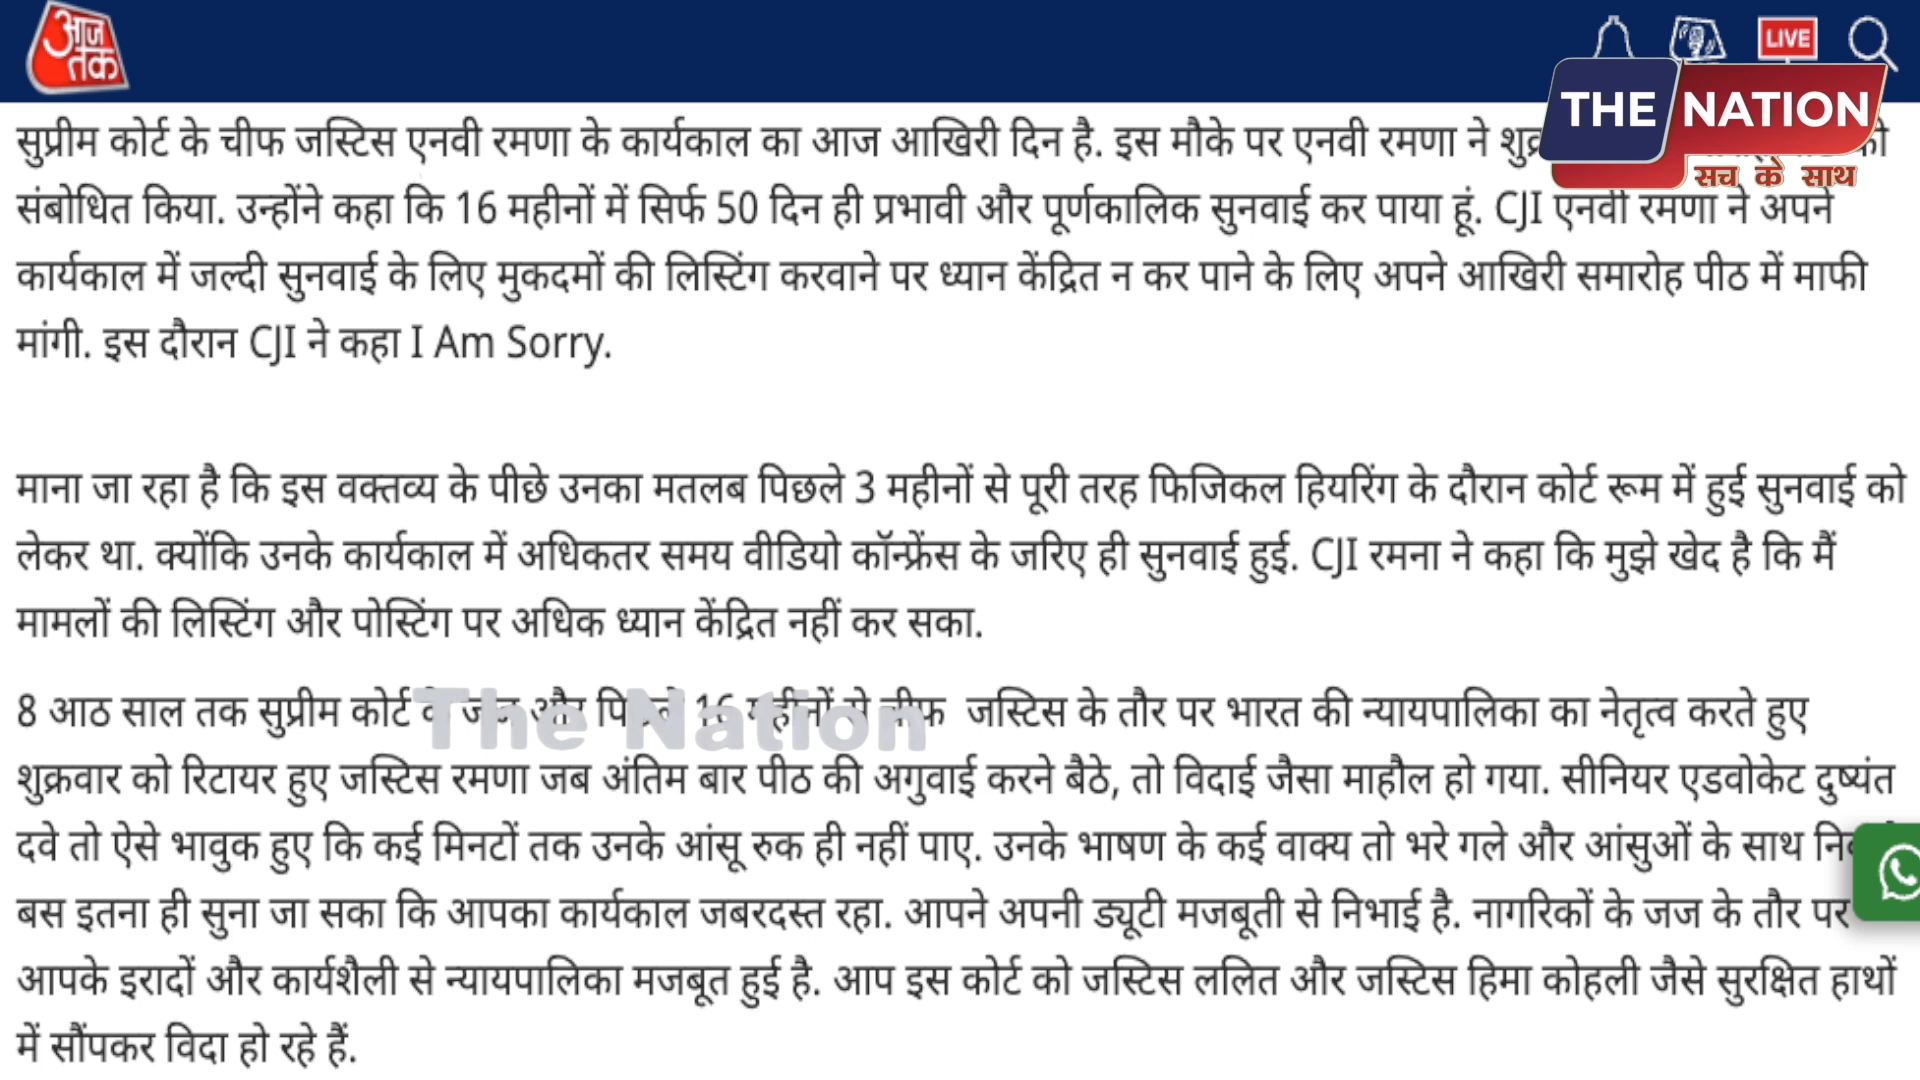 आज तक
LIVE
THE NATION
सच के साथ
सुप्रीम कोर्ट के चीफ जस्टिस एनवी रमणा के कार्यकाल का आज आखिरी दिन है. इस मौके पर एनवी रमणा ने
संबोधित किया. उन्होंने कहा कि 16 महीनों में सिर्फ 50 दिन ही प्रभावी और पूर्णकालिक सुनवाई कर पाया हूं. CJI एनवी रमणा ने अपने
कार्यकाल में जल्दी सुनवाई के लिए मुकदमों की लिस्टिंग करवाने पर ध्यान केंद्रित न कर पाने के लिए अपने आखिरी समारोह पीठ में माफी
मांगी. इस दौरान CJI ने कहा I Am Sorry.
माना जा रहा है कि इस वक्तव्य के पीछे उनका मतलब पिछले 3 महीनों से पूरी तरह फिजिकल हियरिंग के दौरान कोर्ट रूम में हुई सुनवाई को
लेकर था. क्योंकि उनके कार्यकाल में अधिकतर समय वीडियो कॉन्फ्रेंस के जरिए ही सुनवाई हुई. CJI रमना ने कहा कि मुझे खेद है कि मैं
मामलों की लिस्टिंग और पोस्टिंग पर अधिक ध्यान केंद्रित नहीं कर सका.
8 आठ साल तक सुप्रीम कोर्ट के जज और पिछले 16 महीनों से चीफ जस्टिस के तौर पर भारत की न्यायपालिका का नेतृत्व करते हुए
The Nation
शुक्रवार को रिटायर हुए जस्टिस रमणा जब अंतिम बार पीठ की अगुवाई करने बैठे, तो विदाई जैसा माहौल हो गया. सीनियर एडवोकेट दुष्यंत
दवे तो ऐसे भावुक हुए कि कई मिनटों तक उनके आंसू रुक ही नहीं पाए. उनके भाषण के कई वाक्य तो भरे गले और आंसुओं के साथ
बस इतना ही सुना जा सका कि आपका कार्यकाल जबरदस्त रहा. आपने अपनी ड्यूटी मजबूती से निभाई है. नागरिकों के जज के तौर पर
आपके इरादों और कार्यशैली से न्यायपालिका मजबूत हुई है. आप इस कोर्ट को जस्टिस ललित और जस्टिस हिमा कोहली जैसे सुरक्षित हाथों
में सौंपकर विदा हो रहे हैं.